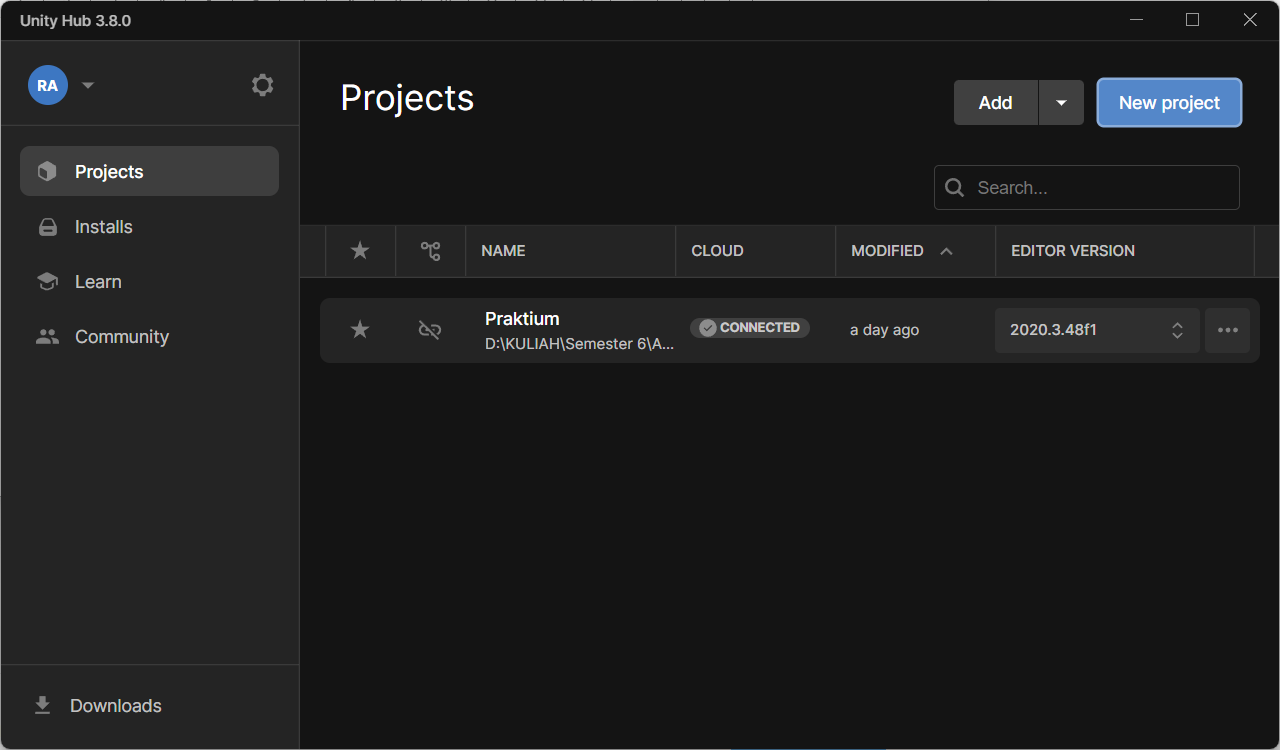 Unity Hub 3.8.0
RA
Projects
Installs
Learn
Community
Downloads
Projects
Add
New project
Search...
NAME
CLOUD
MODIFIED
EDITOR VERSION
Praktium
D:\KULIAH\Semester 6\A...
CONNECTED
a day ago
2020.3.48f1